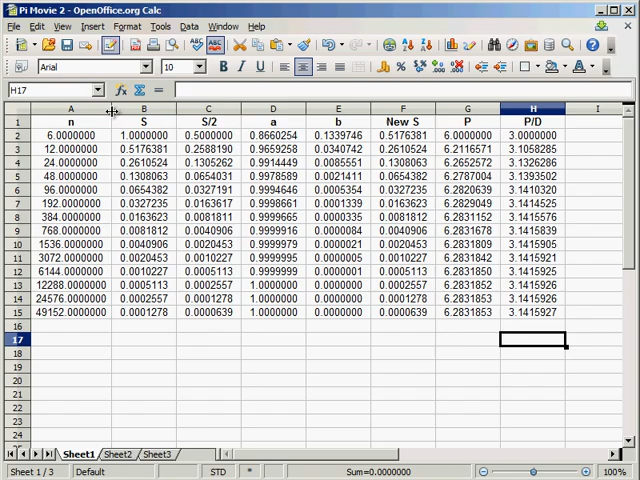 Pi Movie 2 - OpenOffice.org Calc
File Edit View Insert Format Tools Data Window Help
Arial 10
H17
A B C D E F G H I
1 n S S/2 a b New S P P/D
2 6.0000000 1.0000000 0.5000000 0.8660254 0.1339746 0.5176381 6.0000000 3.0000000
3 12.0000000 0.5176381 0.2588190 0.9659258 0.0340742 0.2610524 6.2116571 3.1058285
4 24.0000000 0.2610524 0.1305262 0.9914449 0.0085551 0.1308063 6.2652572 3.1326286
5 48.0000000 0.1308063 0.0654031 0.9978589 0.0021411 0.0654382 6.2787004 3.1393502
6 96.0000000 0.0654382 0.0327191 0.9994646 0.0005354 0.0327235 6.2820639 3.1410320
7 192.0000000 0.0327235 0.0163617 0.9998661 0.0001339 0.0163623 6.2829049 3.1414525
8 384.0000000 0.0163623 0.0081811 0.9999665 0.0000335 0.0081812 6.2831152 3.1415576
9 768.0000000 0.0081812 0.0040906 0.9999916 0.0000084 0.0040906 6.2831678 3.1415839
10 1536.0000000 0.0040906 0.0020453 0.9999979 0.0000021 0.0020453 6.2831809 3.1415905
11 3072.0000000 0.0020453 0.0010227 0.9999995 0.0000005 0.0010227 6.2831842 3.1415921
12 6144.0000000 0.0010227 0.0005113 0.9999999 0.0000001 0.0005113 6.2831850 3.1415925
13 12288.0000000 0.0005113 0.0002557 1.0000000 0.0000000 0.0002557 6.2831852 3.1415926
14 24576.0000000 0.0002557 0.0001278 1.0000000 0.0000000 0.0001278 6.2831853 3.1415926
15 49152.0000000 0.0001278 0.0000639 1.0000000 0.0000000 0.0000639 6.2831853 3.1415927
16
17
18
19
20
21
22
23
24
Sheet1 Sheet2 Sheet3
Sheet 1 / 3 Default STD * Sum=0.0000000 100%